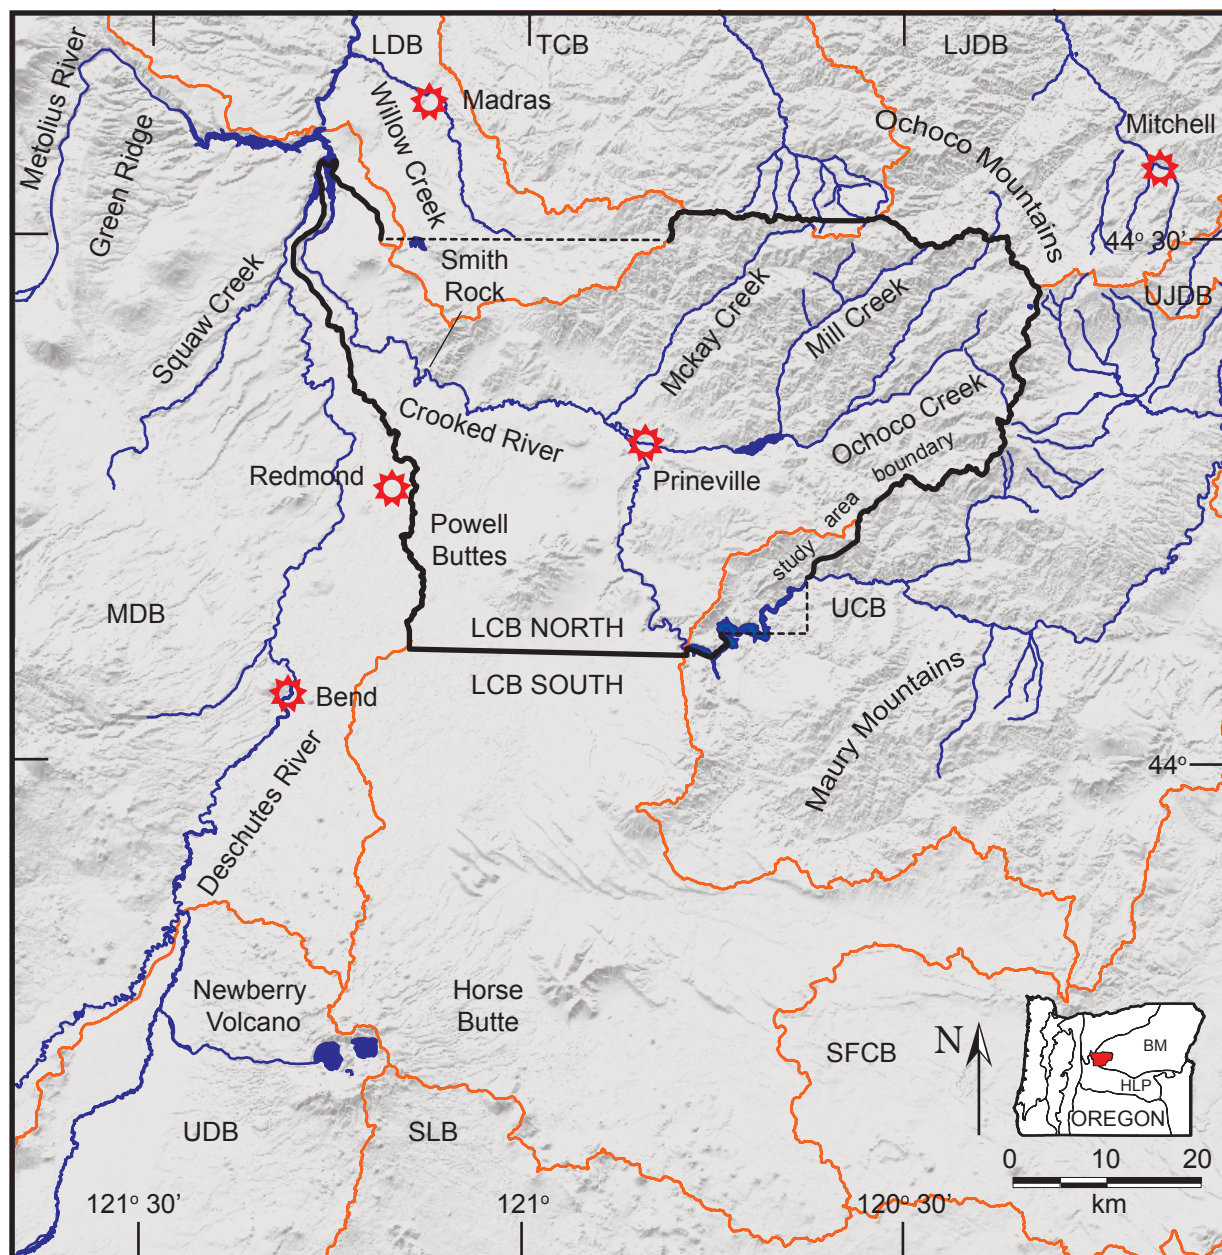 LDB
TCB
LJDB
Metolius River
Green Ridge
Willow Creek
Madras
Ochoco Mountains
Mitchell
44° 30'
Smith
Rock
UJDB
Squaw Creek
Mckay Creek
Mill Creek
Crooked River
Ochoco Creek
study area boundary
Redmond
Prineville
Powell
Buttes
MDB
LCB NORTH
UCB
LCB SOUTH
Bend
Maury Mountains
44°
Deschutes River
Newberry
Volcano
Horse
Butte
SFCB
N
BM
HLP
OREGON
UDB
SLB
0 10 20
km
121° 30'
121°
120° 30'